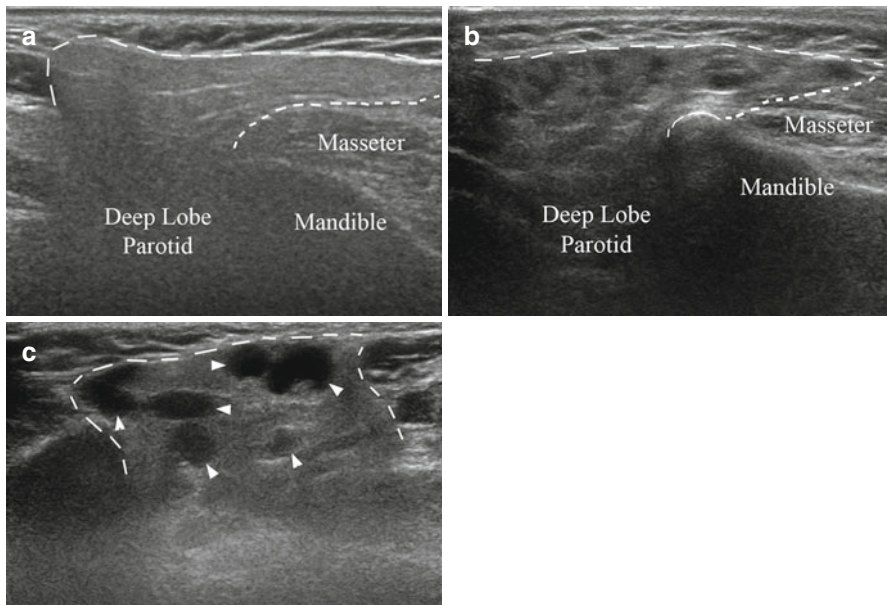 a
Masseter
Deep Lobe
Parotid
Mandible
b
Masseter
Mandible
Deep Lobe
Parotid
c